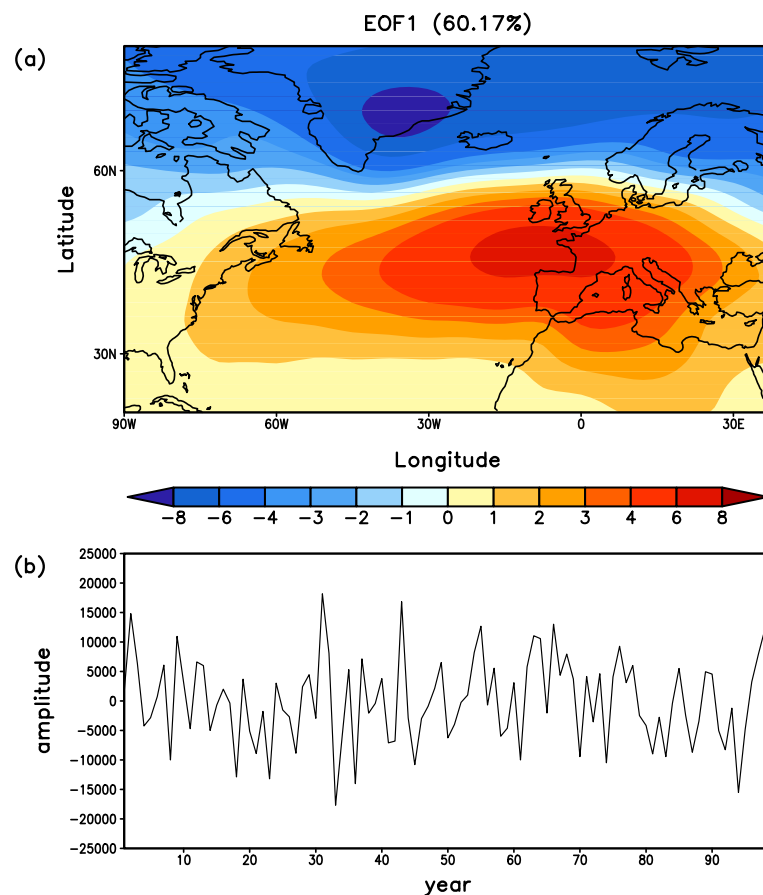 EOF1 (60.17%)
(a)
60N
Latitude
30N
90W 60W 30W 0 30E
Longitude
−8 −6 −4 −3 −2 −1 0 1 2 3 4 6 8
(b)
25000
20000
15000
10000
5000
0
−5000
−10000
−15000
−20000
−25000
amplitude
10 20 30 40 50 60 70 80 90
year